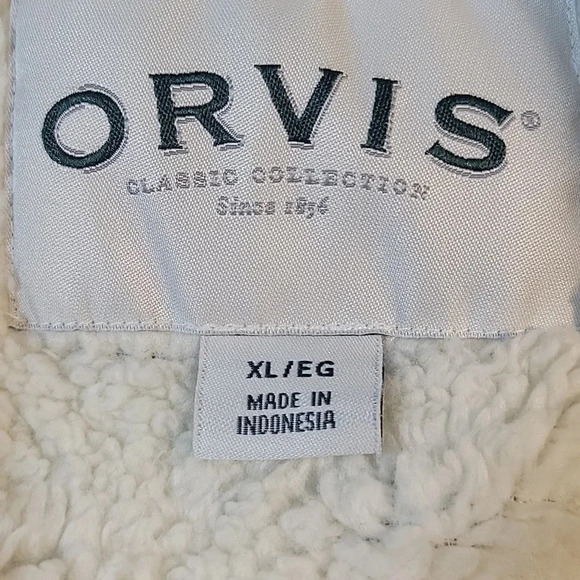 ORVIS®
CLASSIC COLLECTION
Since 1856
XL/EG
MADE IN
INDONESIA